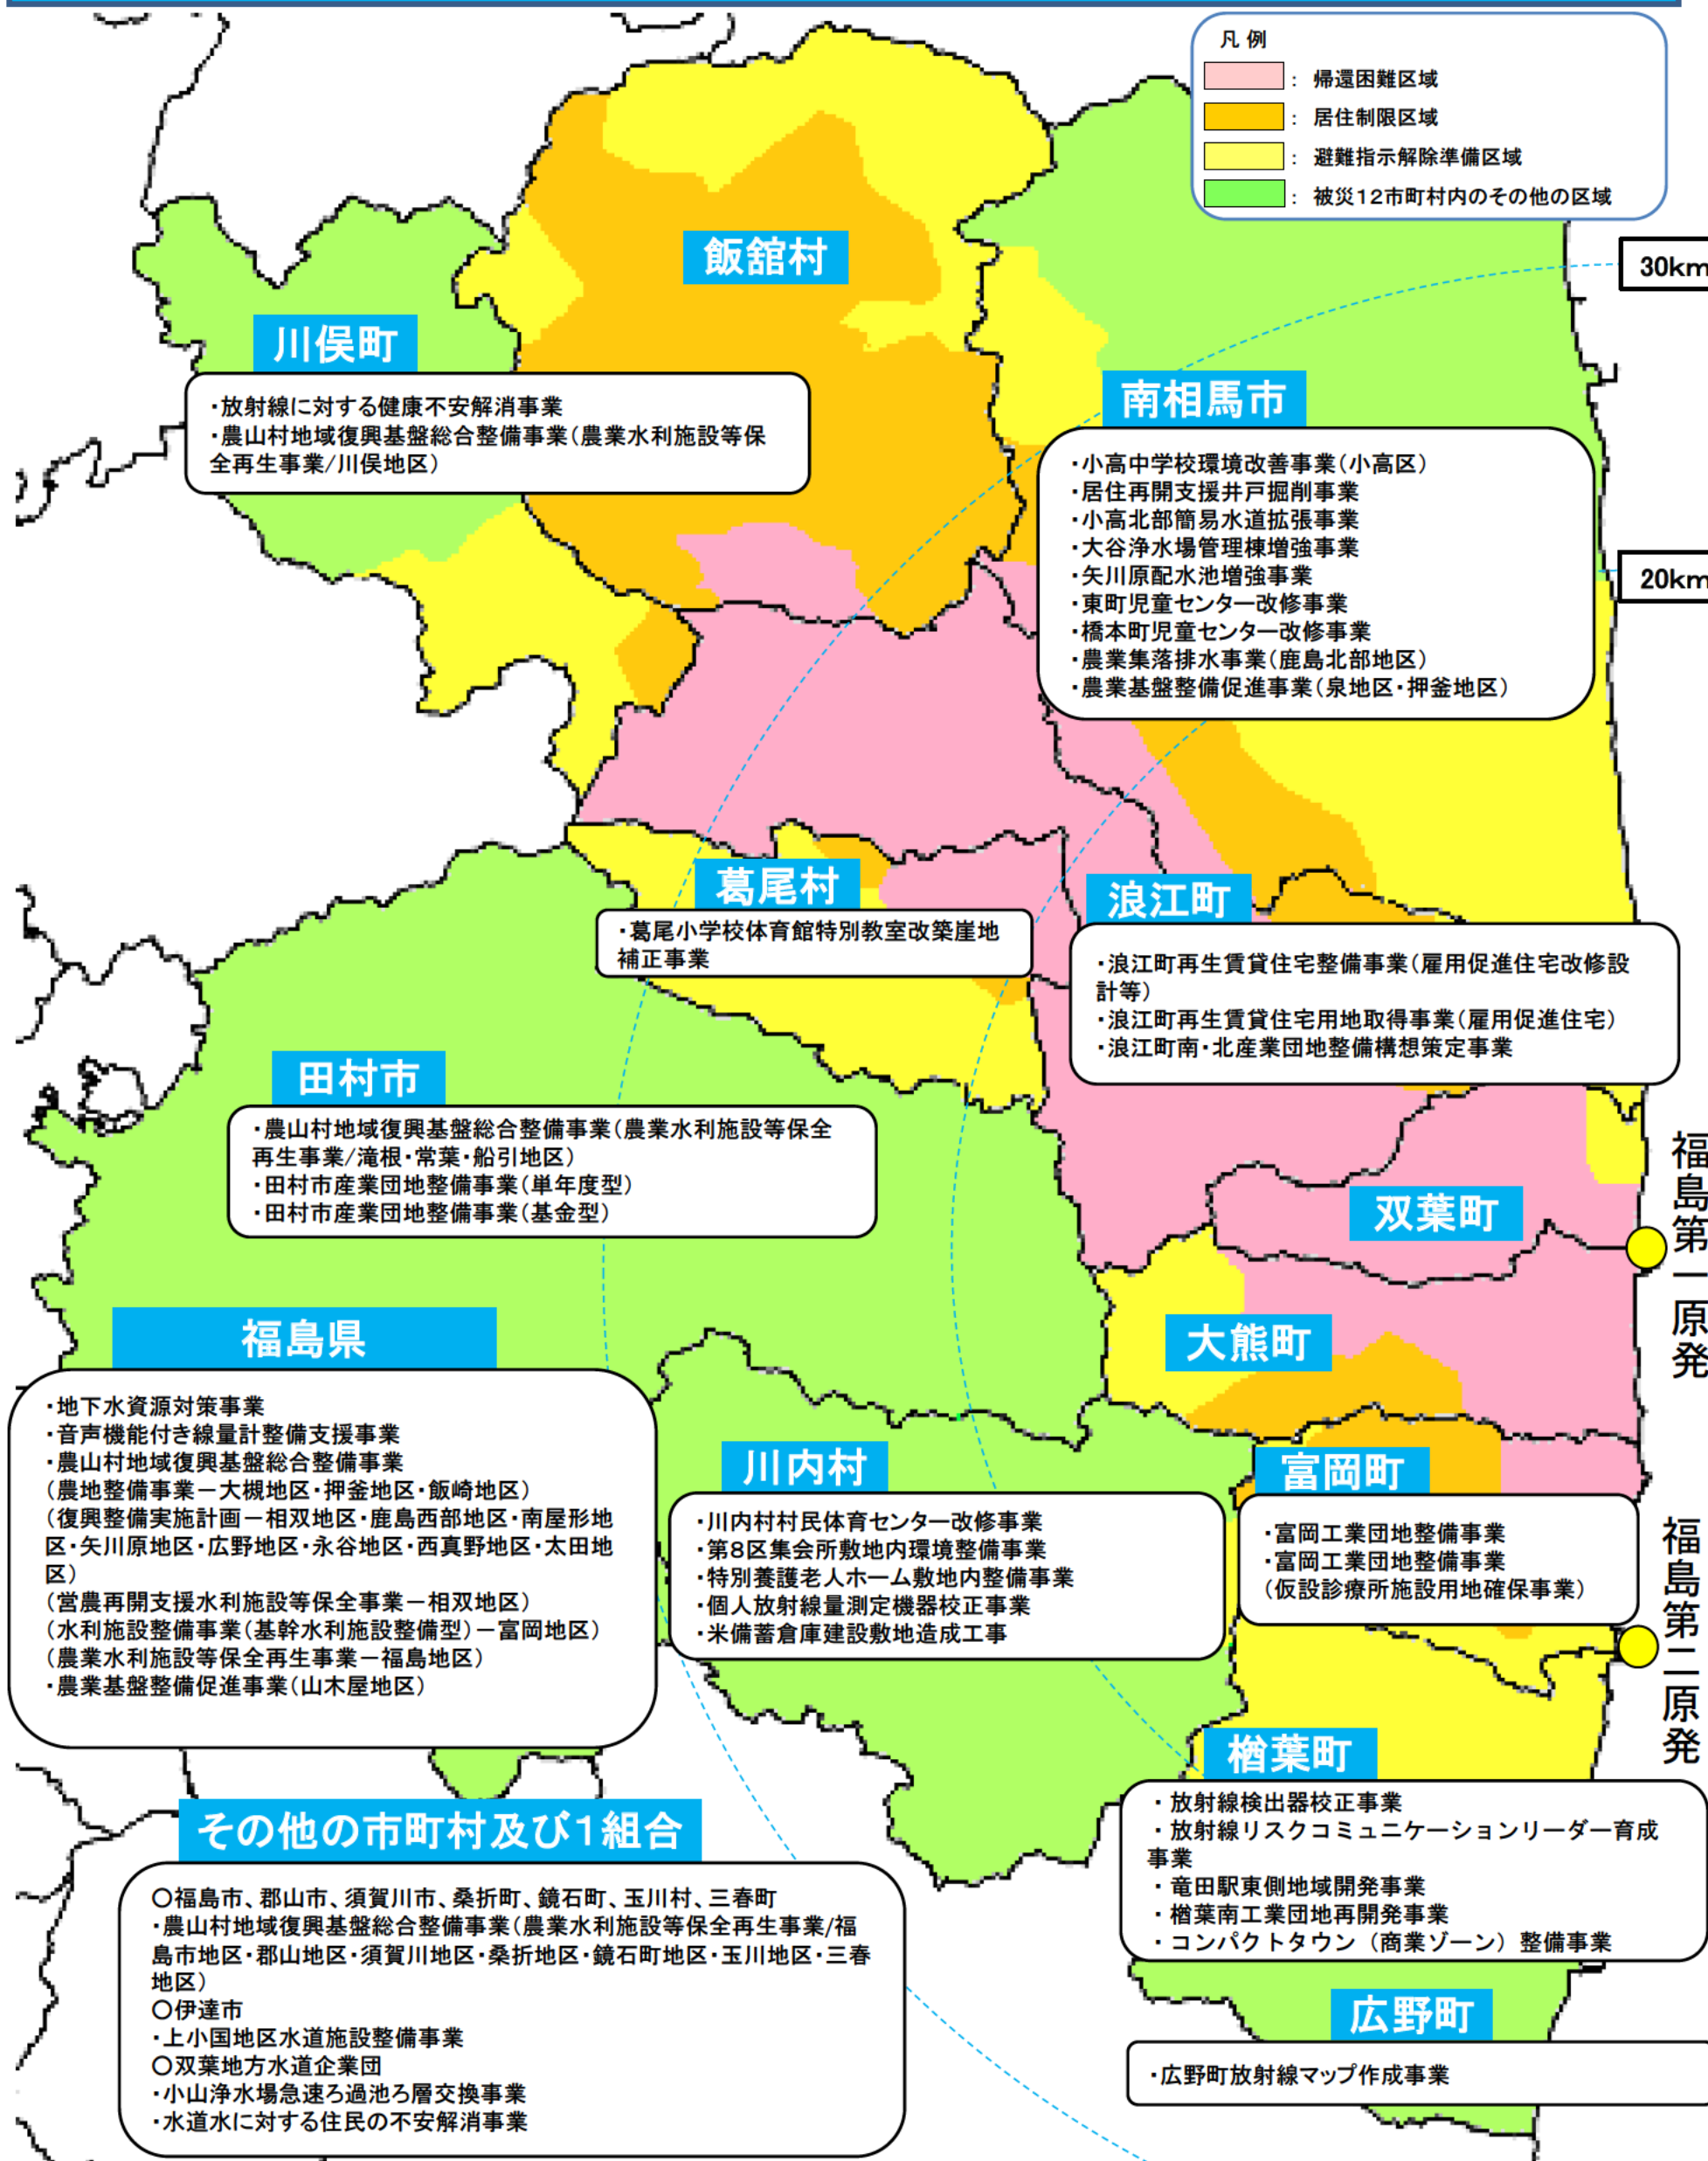 凡 例
： 帰還困難区域
： 居住制限区域
： 避難指示解除準備区域
： 被災12市町村内のその他の区域
30km
20km
飯舘村
川俣町
・放射線に対する健康不安解消事業
・農山村地域復興基盤総合整備事業(農業水利施設等保
全再生事業/川俣地区)
南相馬市
・小高中学校環境改善事業(小高区)
・居住再開支援井戸掘削事業
・小高北部簡易水道拡張事業
・大谷浄水場管理棟増強事業
・矢川原配水池増強事業
・東町児童センター改修事業
・橋本町児童センター改修事業
・農業集落排水事業(鹿島北部地区)
・農業基盤整備促進事業(泉地区・押釜地区)
葛尾村
・葛尾小学校体育館特別教室改築崖地
補正事業
浪江町
・浪江町再生賃貸住宅整備事業(雇用促進住宅改修設
計等)
・浪江町再生賃貸住宅用地取得事業(雇用促進住宅)
・浪江町南・北産業団地整備構想策定事業
田村市
・農山村地域復興基盤総合整備事業(農業水利施設等保全
再生事業/滝根・常葉・船引地区)
・田村市産業団地整備事業(単年度型)
・田村市産業団地整備事業(基金型)
双葉町
福島第一原発
大熊町
福島県
・地下水資源対策事業
・音声機能付き線量計整備支援事業
・農山村地域復興基盤総合整備事業
(農地整備事業－大槻地区・押釜地区・飯崎地区)
(復興整備実施計画－相双地区・鹿島西部地区・南屋形地
区・矢川原地区・広野地区・永谷地区・西真野地区・太田地
区)
(営農再開支援水利施設等保全事業－相双地区)
(水利施設整備事業(基幹水利施設整備型)－富岡地区)
(農業水利施設等保全再生事業－福島地区)
・農業基盤整備促進事業(山木屋地区)
川内村
・川内村村民体育センター改修事業
・第8区集会所敷地内環境整備事業
・特別養護老人ホーム敷地内整備事業
・個人放射線量測定機器校正事業
・米備蓄倉庫建設敷地造成工事
富岡町
・富岡工業団地整備事業
・富岡工業団地整備事業
(仮設診療所施設用地確保事業)
福島第二原発
楢葉町
・ 放射線検出器校正事業
・ 放射線リスクコミュニケーションリーダー育成
事業
・ 竜田駅東側地域開発事業
・ 楢葉南工業団地再開発事業
・ コンパクトタウン（商業ゾーン）整備事業
その他の市町村及び1組合
○福島市、郡山市、須賀川市、桑折町、鏡石町、玉川村、三春町
・農山村地域復興基盤総合整備事業(農業水利施設等保全再生事業/福
島市地区・郡山地区・須賀川地区・桑折地区・鏡石町地区・玉川地区・三春
地区)
○伊達市
・上小国地区水道施設整備事業
○双葉地方水道企業団
・小山浄水場急速ろ過池ろ層交換事業
・水道水に対する住民の不安解消事業
広野町
・広野町放射線マップ作成事業